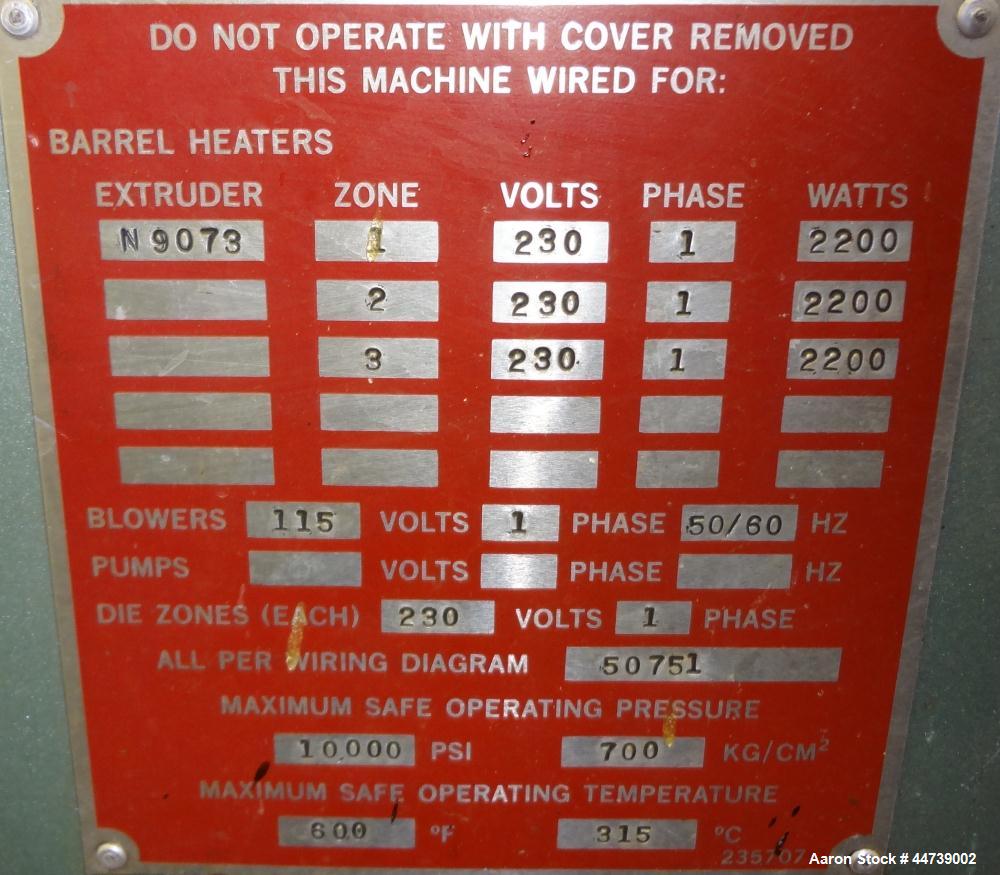 DO NOT OPERATE WITH COVER REMOVED
THIS MACHINE WIRED FOR:
BARREL HEATERS
EXTRUDER ZONE VOLTS PHASE WATTS
N9073 1 230 1 2200
2 230 1 2200
3 230 1 2200
BLOWERS 115 VOLTS 1 PHASE 50/60 HZ
PUMPS VOLTS PHASE HZ
DIE ZONES (EACH) 230 VOLTS 1 PHASE
ALL PER WIRING DIAGRAM 50751
MAXIMUM SAFE OPERATING PRESSURE
10000 PSI 700 KG/CM²
MAXIMUM SAFE OPERATING TEMPERATURE
600 ºF 315 ºC
235707
Aaron Stock # 44739002